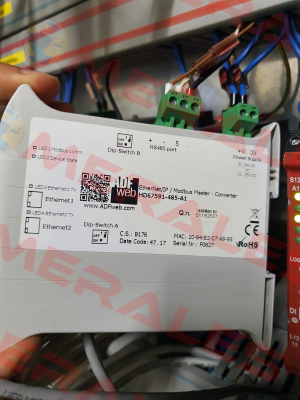 LED1 Modbus Comm
LED2 Device State
Dip-Switch B
+ - S
RS485 port
+V 0V
Power Supply
LED3 Ethernet1 Tx
Ethernet1
LED4 Ethernet2 Tx
Ethernet2
ADF
web
EtherNet/IP / Modbus Master - Converter
HD67591-485-A1
www.ADFweb.com
Q.n.
Dip-Switch A
C.S.: B176
Date Code: 47.17
Serial Nr.: F0827
RoHS
CE
MERALES